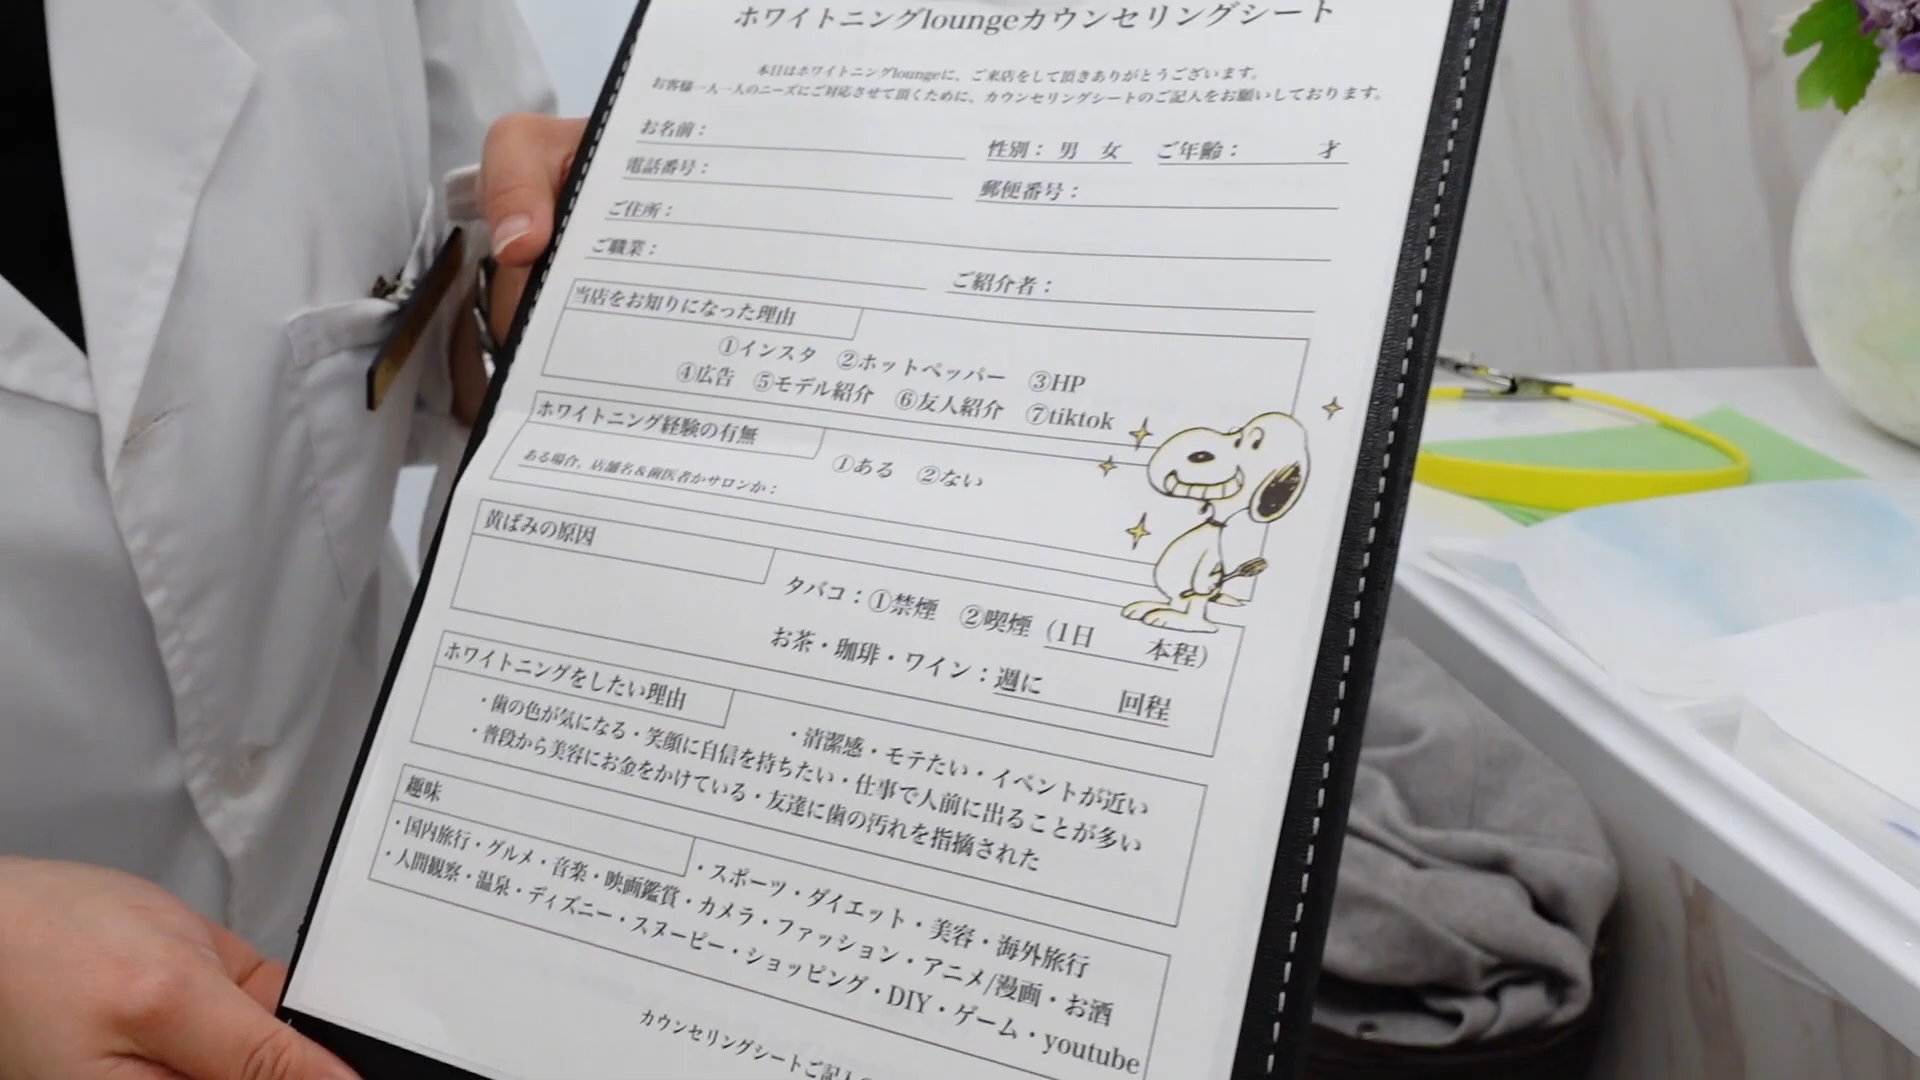 ホワイトニングloungeカウンセリングシート
本日はホワイトニングloungeに、ご来店をして頂きありがとうございます。
お客様一人一人のニーズにご対応させて頂くために、カウンセリングシートのご記入をお願いしております。
お名前：
性別： 男 女 ご年齢： 才
電話番号：
郵便番号：
ご住所：
ご職業：
ご紹介者：
当店をお知りになった理由
①インスタ ②ホットペッパー ③HP
④広告 ⑤モデル紹介 ⑥友人紹介 ⑦tiktok
ホワイトニング経験の有無
①ある ②ない
ある場合，店舗名＆歯医者かサロンか：
黄ばみの原因
タバコ：①禁煙 ②喫煙 (1日 本程)
お茶・珈琲・ワイン：週に 回程
ホワイトニングをしたい理由
・清潔感・モテたい・イベントが近い
・歯の色が気になる・笑顔に自信を持ちたい・仕事で人前に出ることが多い
・普段から美容にお金をかけている・友達に歯の汚れを指摘された
趣味
・スポーツ・ダイエット・美容・海外旅行
・国内旅行・グルメ・音楽・映画鑑賞・カメラ・ファッション・アニメ/漫画・お酒
・人間観察・温泉・ディズニー・スヌーピー・ショッピング・DIY・ゲーム・youtube
カウンセリングシートご記入